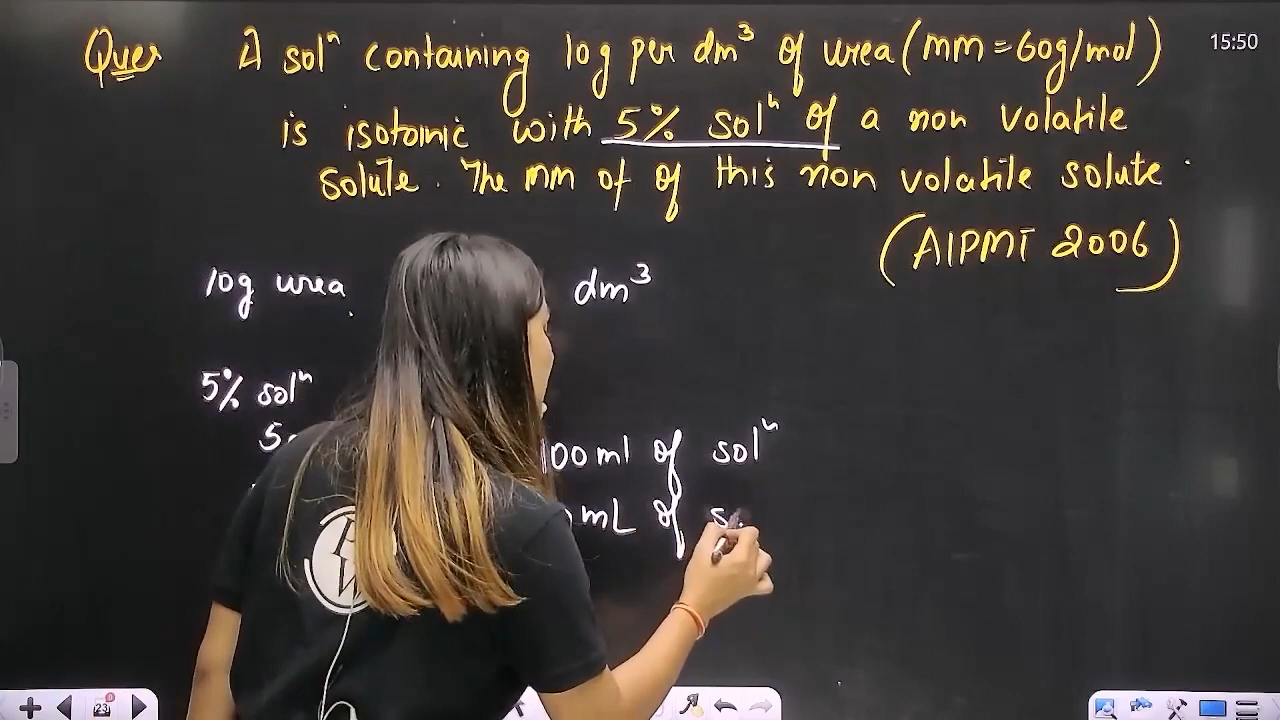 15:50
Ques A solⁿ containing 10g per dm³ of urea (mm = 60g/mol)
is isotonic with 5% solⁿ of a non volatile
solute. The mm of of this non volatile solute.
(AIPMT 2006)
10g urea dm³
5% solⁿ
100ml of solⁿ
mL of
23